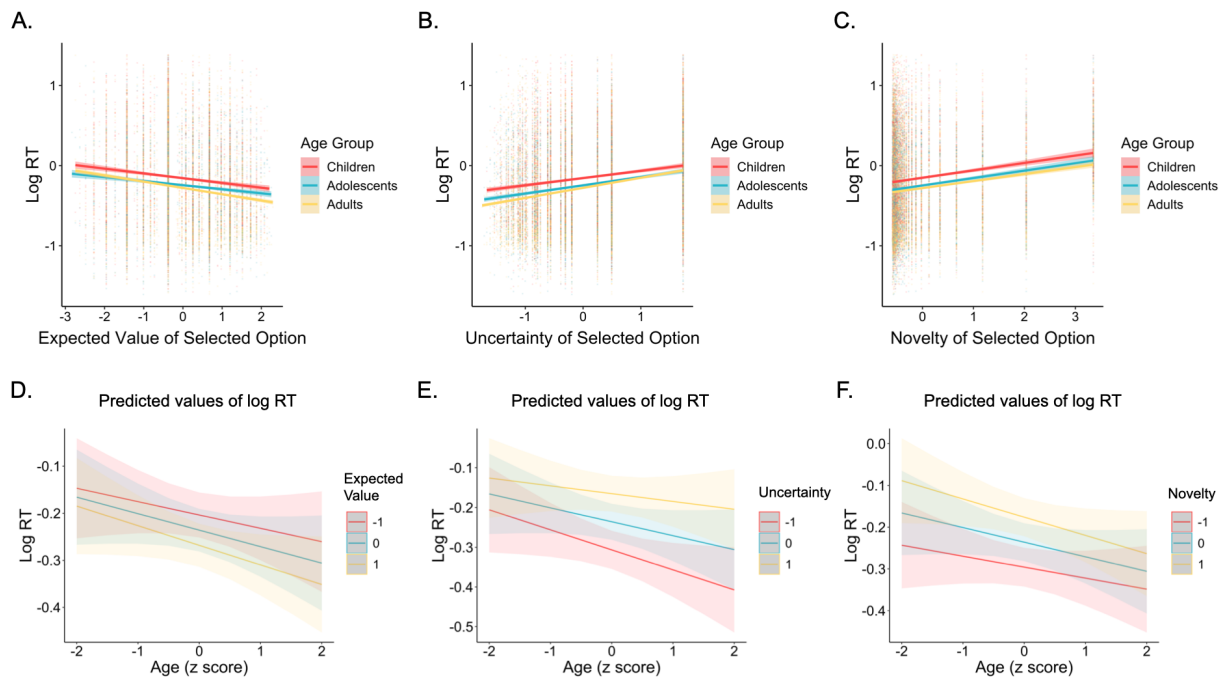 A.
Log RT
1
0
-1
-3 -2 -1 0 1 2
Expected Value of Selected Option
Age Group
Children
Adolescents
Adults
B.
Log RT
1
0
-1
-1 0 1
Uncertainty of Selected Option
Age Group
Children
Adolescents
Adults
C.
Log RT
1
0
-1
0 1 2 3
Novelty of Selected Option
Age Group
Children
Adolescents
Adults
D.
Predicted values of log RT
Log RT
-0.1
-0.2
-0.3
-0.4
-2 -1 0 1 2
Age (z score)
Expected
Value
-1
0
1
E.
Predicted values of log RT
Log RT
-0.1
-0.2
-0.3
-0.4
-0.5
-2 -1 0 1 2
Age (z score)
Uncertainty
-1
0
1
F.
Predicted values of log RT
Log RT
0.0
-0.1
-0.2
-0.3
-0.4
-2 -1 0 1 2
Age (z score)
Novelty
-1
0
1